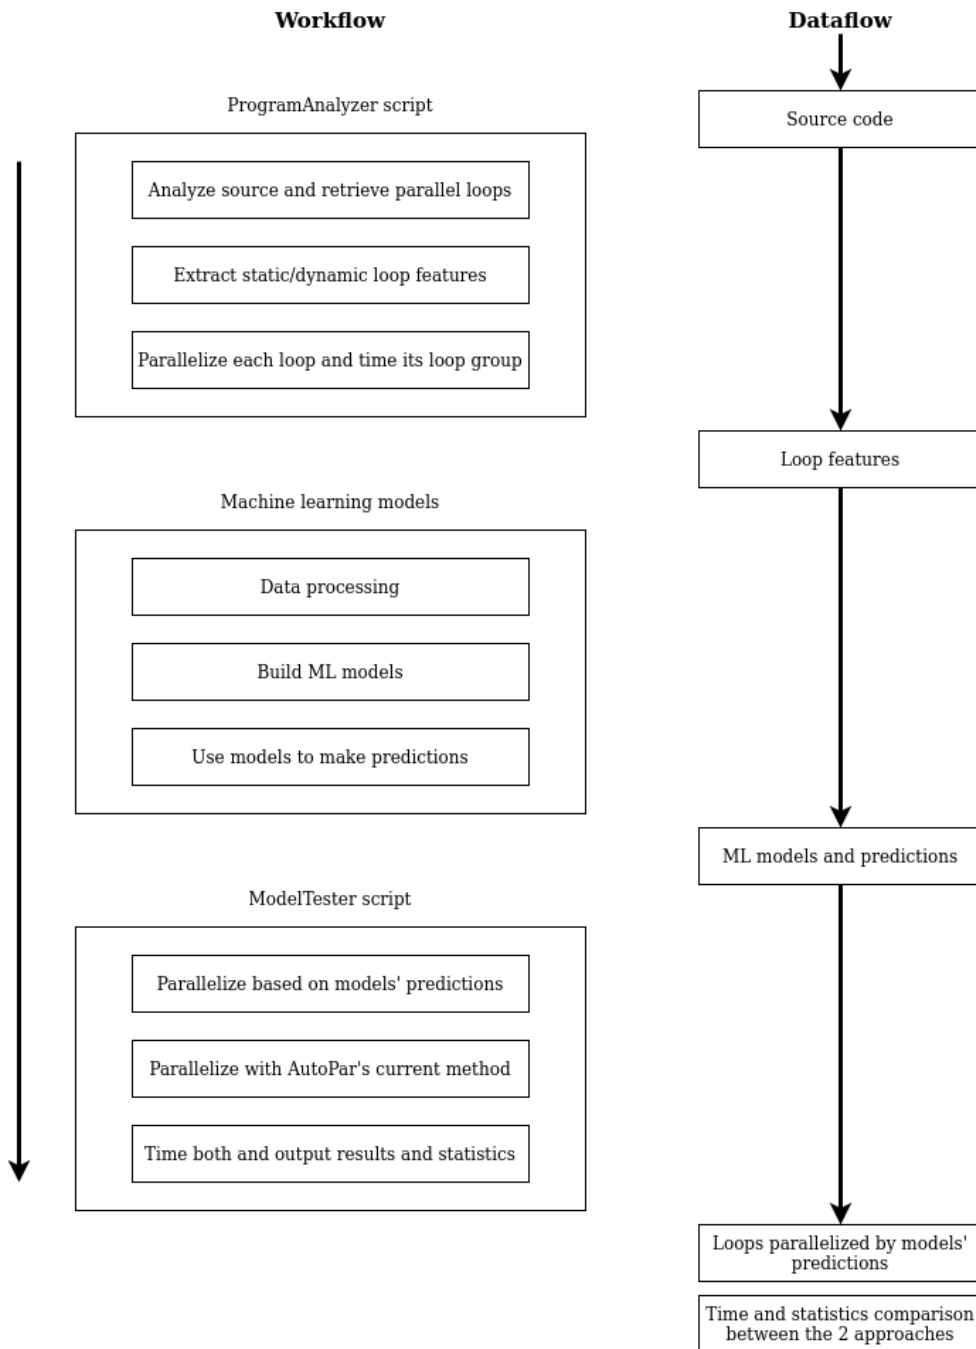 Workflow
ProgramAnalyzer script
Analyze source and retrieve parallel loops
Extract static/dynamic loop features
Parallelize each loop and time its loop group
Machine learning models
Data processing
Build ML models
Use models to make predictions
ModelTester script
Parallelize based on models' predictions
Parallelize with AutoPar's current method
Time both and output results and statistics
Dataflow
Source code
Loop features
ML models and predictions
Loops parallelized by models'
predictions
Time and statistics comparison
between the 2 approaches